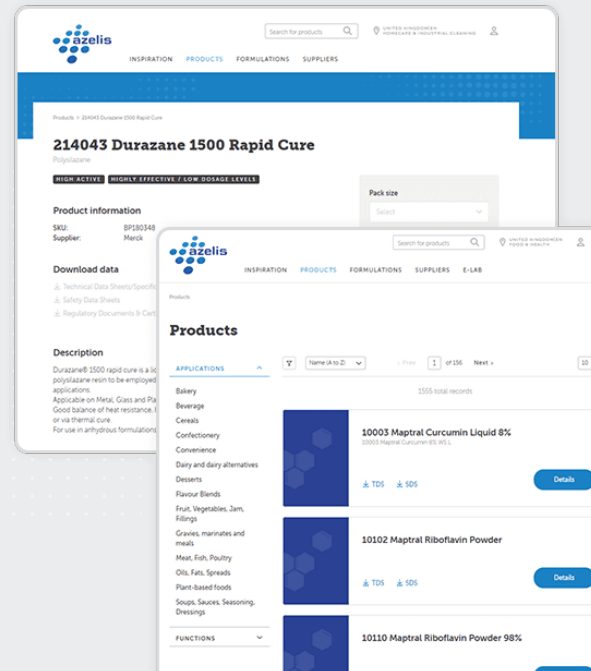 azelis
Search for products
UNITED KINGDOM/EN
HOMECARE & INDUSTRIAL CLEANING
INSPIRATION PRODUCTS FORMULATIONS SUPPLIERS
Products > 214043 Durazane 1500 Rapid Cure
214043 Durazane 1500 Rapid Cure
Polysilazane
HIGH ACTIVE HIGHLY EFFECTIVE / LOW DOSAGE LEVELS
Pack size
Select
Product information
SKU: BP180348
Supplier: Merck
Download data
Technical Data Sheets/Specific
Safety Data Sheets
Regulatory Documents & Cert
Description
Durazane® 1500 rapid cure is a lic
polysilazane resin to be employed
applications.
Applicable on Metal, Glass and Pla
Good balance of heat resistance,
or via thermal cure.
For use in anhydrous formulations
azelis
Search for products
UNITED KINGDOM/EN
FOOD & HEALTH
INSPIRATION PRODUCTS FORMULATIONS SUPPLIERS E-LAB
Products
Products
APPLICATIONS
Name (A to Z)
« Prev 1 of 156 Next »
10
1555 total records
Bakery
Beverage
Cereals
Confectionery
Convenience
Dairy and dairy alternatives
Desserts
Flavour Blends
Fruit, Vegetables, Jam,
Fillings
Gravies, marinates and
meals
Meat, Fish, Poultry
Oils, Fats, Spreads
Plant-based foods
Soups, Sauces, Seasoning,
Dressings
FUNCTIONS
10003 Maptral Curcumin Liquid 8%
10003 Maptral Curcumin 8% WS L
TDS SDS
Details
10102 Maptral Riboflavin Powder
TDS SDS
Details
10110 Maptral Riboflavin Powder 98%